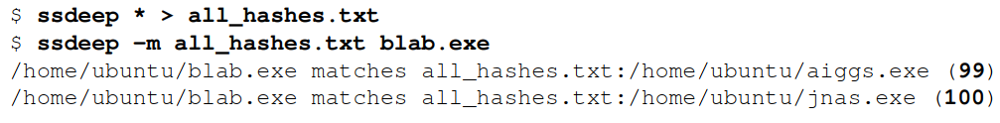 $ ssdeep * > all_hashes.txt
$ ssdeep –m all_hashes.txt blab.exe
/home/ubuntu/blab.exe matches all_hashes.txt:/home/ubuntu/aiggs.exe (99)
/home/ubuntu/blab.exe matches all_hashes.txt:/home/ubuntu/jnas.exe (100)